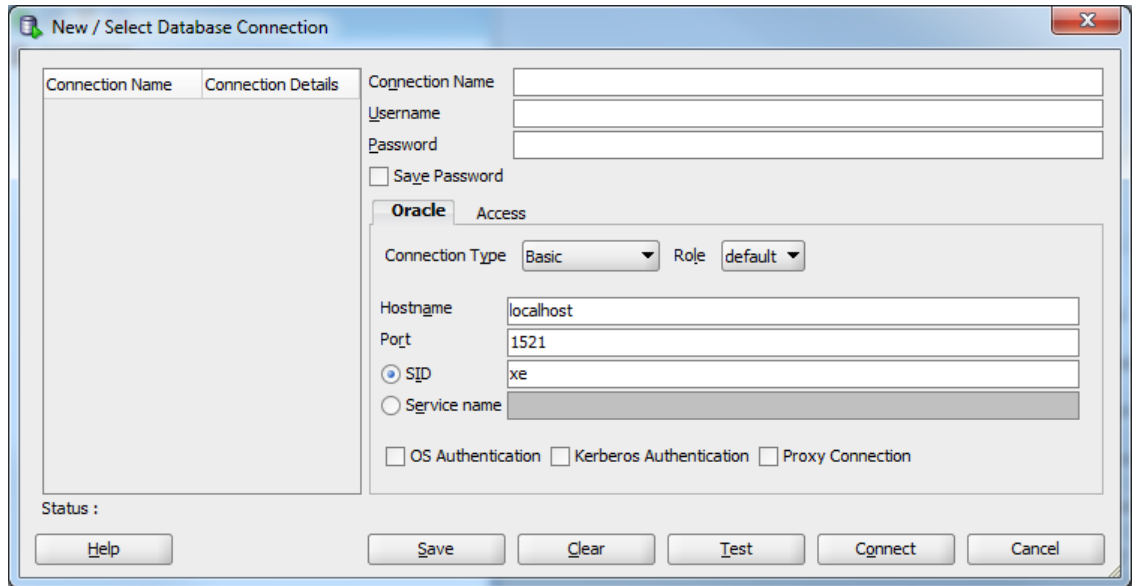 New / Select Database Connection
Connection Name Connection Details
Connection Name
Username
Password
Save Password
Oracle Access
Connection Type Basic Role default
Hostname localhost
Port 1521
SID xe
Service name
OS Authentication Kerberos Authentication Proxy Connection
Status :
Help Save Clear Test Connect Cancel